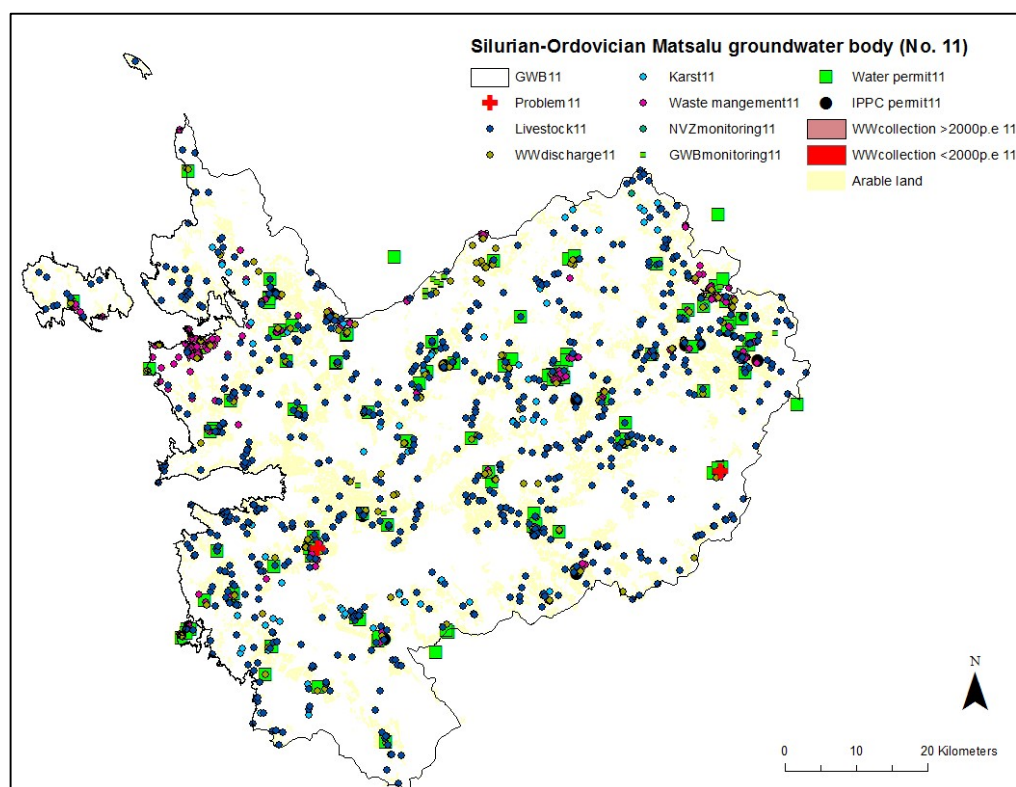 Silurian-Ordovician Matsalu groundwater body (No. 11)
GWB11
Problem11
Livestock11
WWdischarge11
Karst11
Waste mangement11
NVZmonitoring11
GWBmonitoring11
Water permit11
IPPC permit11
WWcollection >2000p.e 11
WWcollection <2000p.e 11
Arable land
N
0 10 20 Kilometers